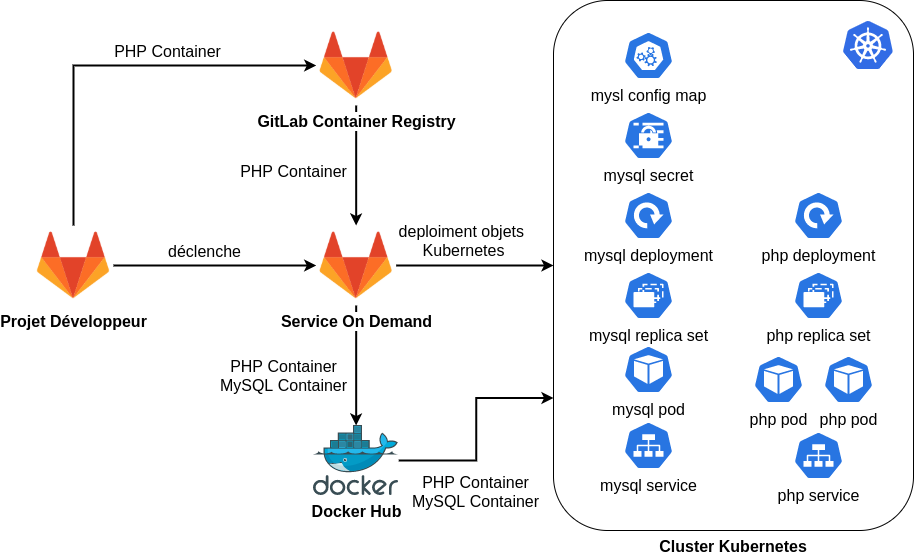 PHP Container
GitLab Container Registry
PHP Container
déclenche
Projet Développeur
Service On Demand
deploiment objets
Kubernetes
PHP Container
MySQL Container
docker
Docker Hub
PHP Container
MySQL Container
mysl config map
mysql secret
mysql deployment
php deployment
mysql replica set
php replica set
mysql pod
php pod
php pod
mysql service
php service
Cluster Kubernetes